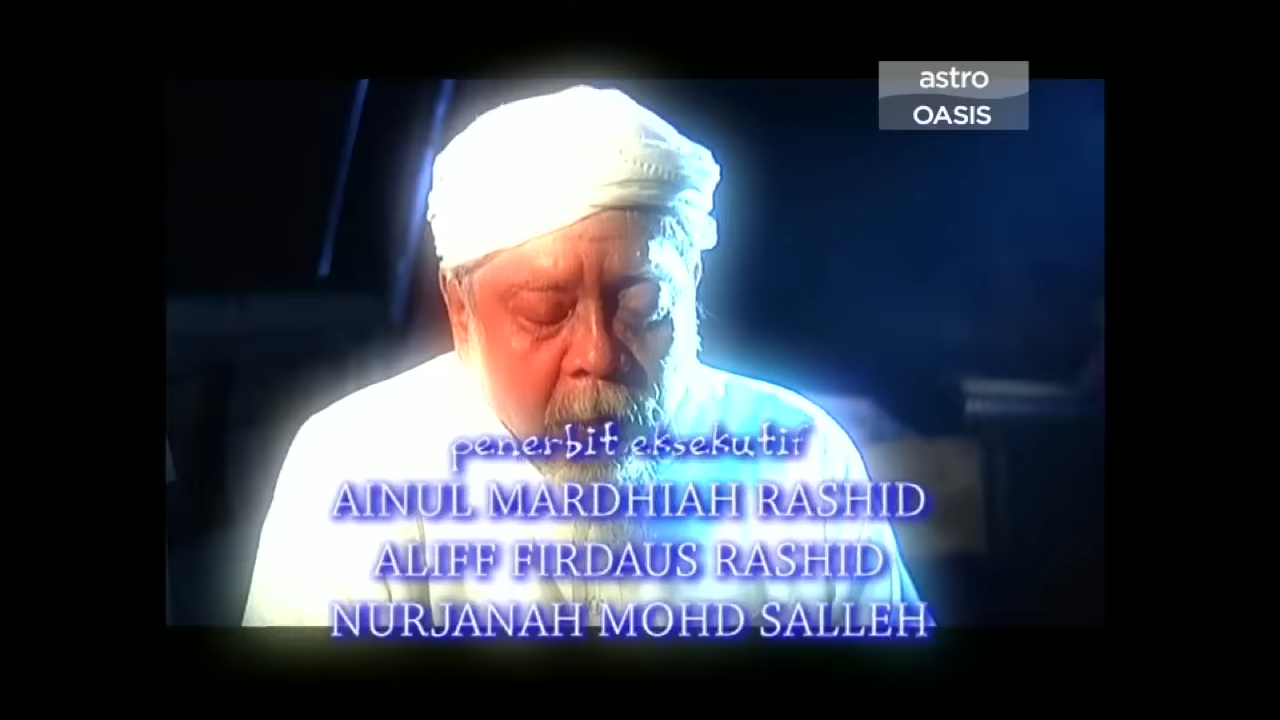 astro
OASIS
penerbit eksekutif
AINUL MARDHIAH RASHID
ALIFF FIRDAUS RASHID
NURJANAH MOHD SALLEH